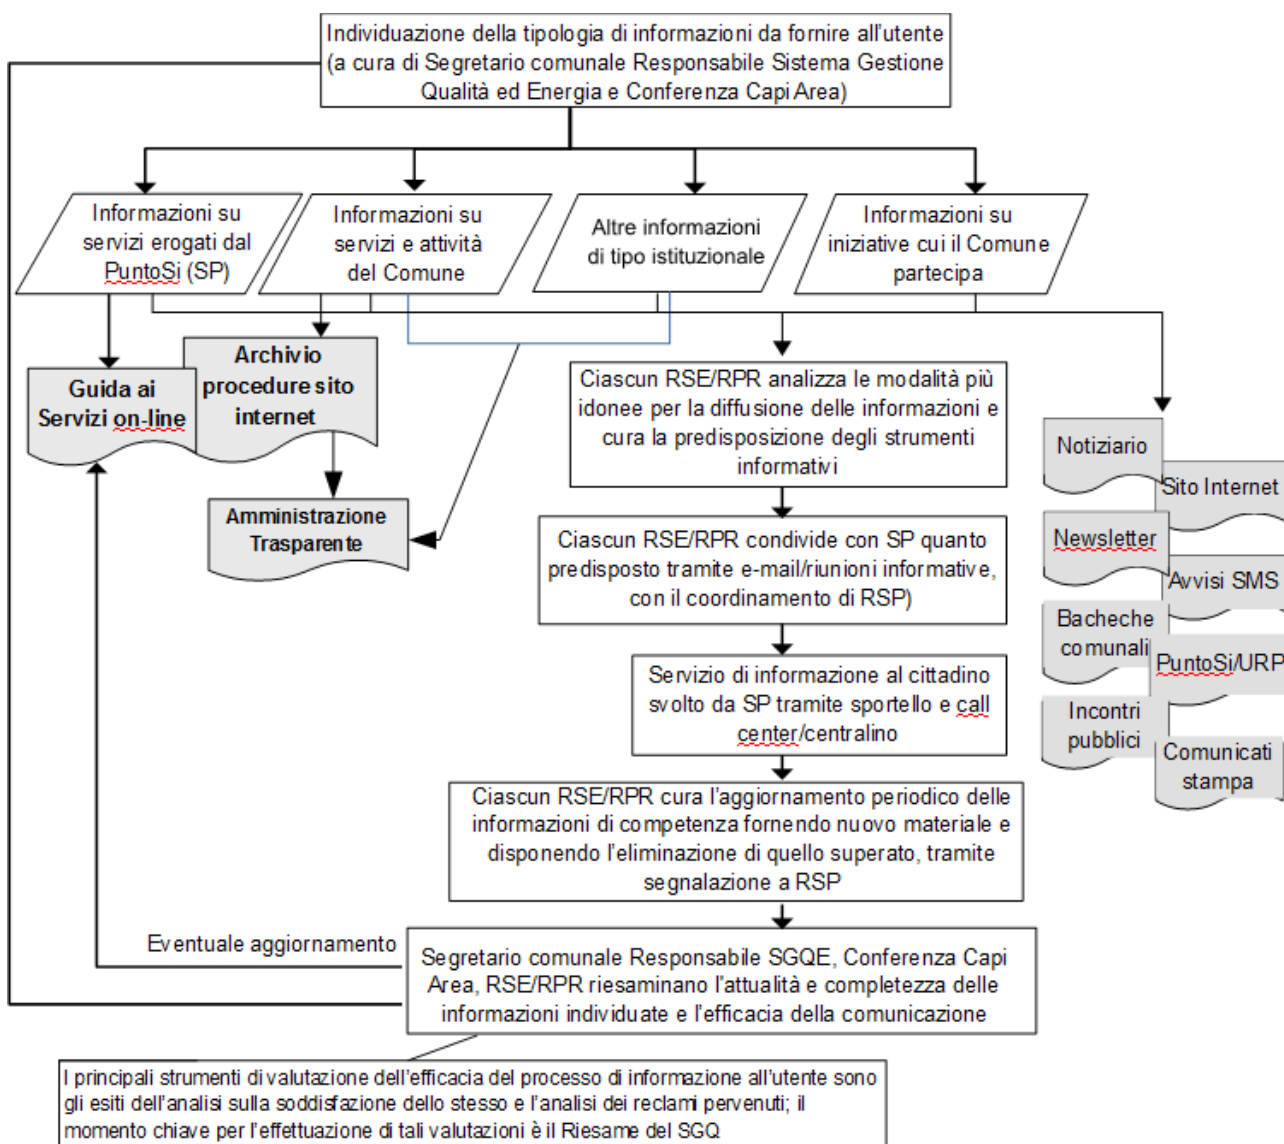 Individuazione della tipologia di informazioni da fornire all'utente
(a cura di Segretario comunale Responsabile Sistema Gestione
Qualità ed Energia e Conferenza Capi Area)
Informazioni su
servizi erogati dal
PuntoSi (SP)
Informazioni su
servizi e attività
del Comune
Altre informazioni
di tipo istituzionale
Informazioni su
iniziative cui il Comune
partecipa
Guida ai
Servizi on-line
Archivio
procedure sito
internet
Amministrazione
Trasparente
Ciascun RSE/RPR analizza le modalità più
idonee per la diffusione delle informazioni e
cura la predisposizione degli strumenti
informativi
Ciascun RSE/RPR condivide con SP quanto
predisposto tramite e-mail/riunioni informative,
con il coordinamento di RSP)
Servizio di informazione al cittadino
svolto da SP tramite sportello e call
center/centralino
Ciascun RSE/RPR cura l'aggiornamento periodico delle
informazioni di competenza fornendo nuovo materiale e
disponendo l'eliminazione di quello superato, tramite
segnalazione a RSP
Notiziario
Sito Internet
Newsletter
Avvisi SMS
Bacheche
comunali
PuntoSi/URP
Incontri
pubblici
Comunicati
stampa
Eventuale aggiornamento
Segretario comunale Responsabile SGQE, Conferenza Capi
Area, RSE/RPR riesaminano l'attualità e completezza delle
informazioni individuate e l'efficacia della comunicazione
I principali strumenti di valutazione dell'efficacia del processo di informazione all'utente sono
gli esiti dell'analisi sulla soddisfazione dello stesso e l'analisi dei reclami pervenuti; il
momento chiave per l'effettuazione di tali valutazioni è il Riesame del SGQ